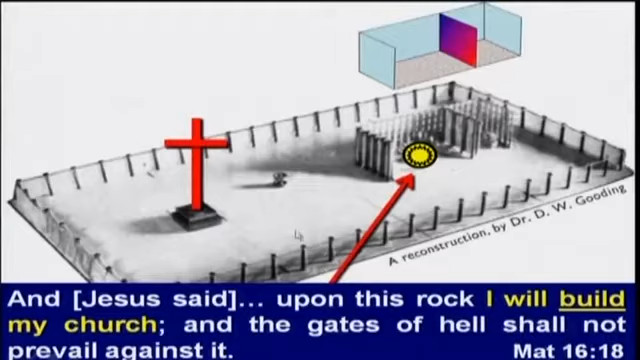 A reconstruction, by Dr. D. W. Gooding
And [Jesus said]... upon this rock I will build
my church; and the gates of hell shall not
prevail against it. Mat 16:18